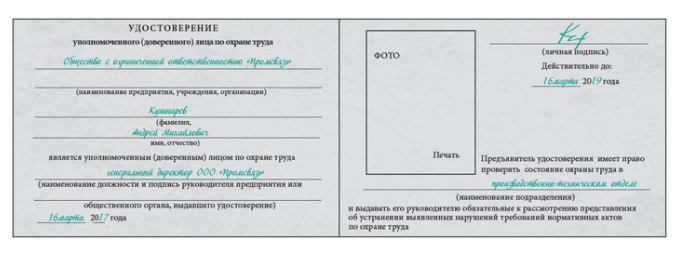 УДОСТОВЕРЕНИЕ
уполномоченного (доверенного) лица по охране труда
Общество с ограниченной ответственностью «Промсвязь»
(наименование предприятия, учреждения, организации)
Кушнарев
(фамилия,
Андрей Михайлович
имя, отчество)
является уполномоченным (доверенным) лицом по охране труда
генеральный директор ООО «Промсвязь»
(наименование должности и подпись руководителя предприятия или
общественного органа, выдавшего удостоверение)
16 марта 2017 года
ФОТО
Печать
(личная подпись)
Действительно до:
16 марта 2019 года
Предъявитель удостоверения имеет право
проверять состояние охраны труда в
производственно-техническом отделе
(наименование подразделения)
и выдавать его руководителю обязательные к рассмотрению представления
об устранении выявленных нарушений требований нормативных актов
по охране труда